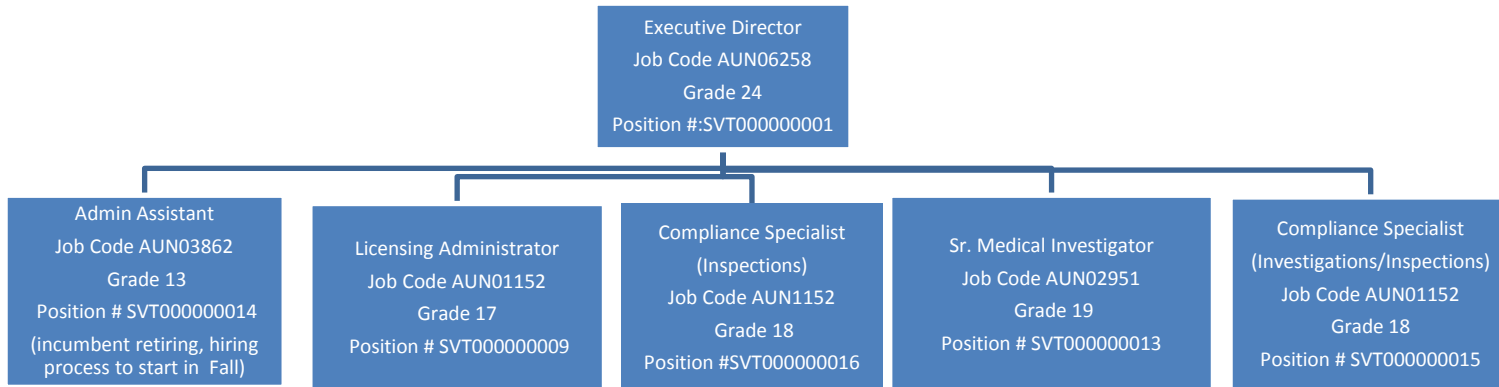 Executive Director
Job Code AUN06258
Grade 24
Position #:SVT000000001
Admin Assistant
Job Code AUN03862
Grade 13
Position # SVT000000014
(incumbent retiring, hiring
process to start in Fall)
Licensing Administrator
Job Code AUN01152
Grade 17
Position # SVT000000009
Compliance Specialist
(Inspections)
Job Code AUN1152
Grade 18
Position #SVT000000016
Sr. Medical Investigator
Job Code AUN02951
Grade 19
Position # SVT000000013
Compliance Specialist
(Investigations/Inspections)
Job Code AUN01152
Grade 18
Position # SVT000000015